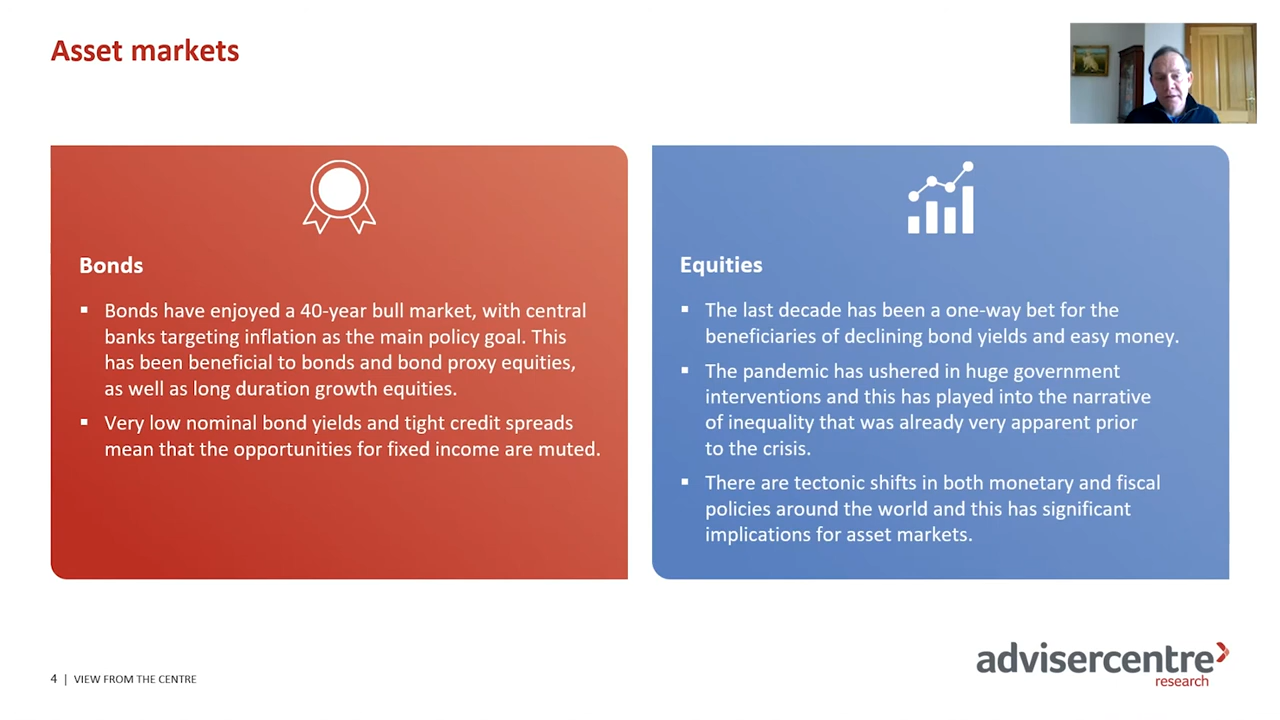 Asset markets
Bonds
▪ Bonds have enjoyed a 40-year bull market, with central
banks targeting inflation as the main policy goal. This
has been beneficial to bonds and bond proxy equities,
as well as long duration growth equities.
▪ Very low nominal bond yields and tight credit spreads
mean that the opportunities for fixed income are muted.
Equities
▪ The last decade has been a one-way bet for the
beneficiaries of declining bond yields and easy money.
▪ The pandemic has ushered in huge government
interventions and this has played into the narrative
of inequality that was already very apparent prior
to the crisis.
▪ There are tectonic shifts in both monetary and fiscal
policies around the world and this has significant
implications for asset markets.
4 | VIEW FROM THE CENTRE
advisercentre
research